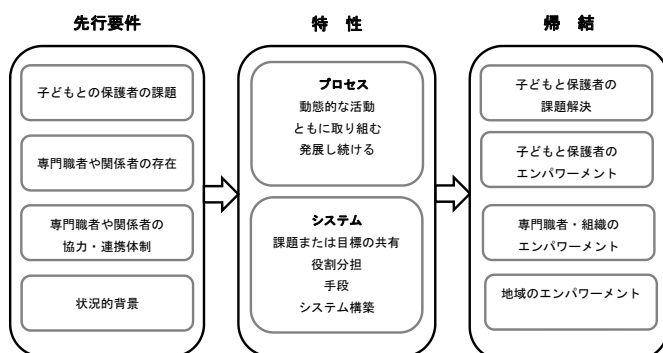 先行要件
子どもとの保護者の課題
専門職者や関係者の存在
専門職者や関係者の
協力・連携体制
状況的背景
特 性
プロセス
動態的な活動
ともに取り組む
発展し続ける
システム
課題または目標の共有
役割分担
手段
システム構築
帰 結
子どもと保護者の
課題解決
子どもと保護者の
エンパワーメント
専門職者・組織の
エンパワーメント
地域のエンパワーメント